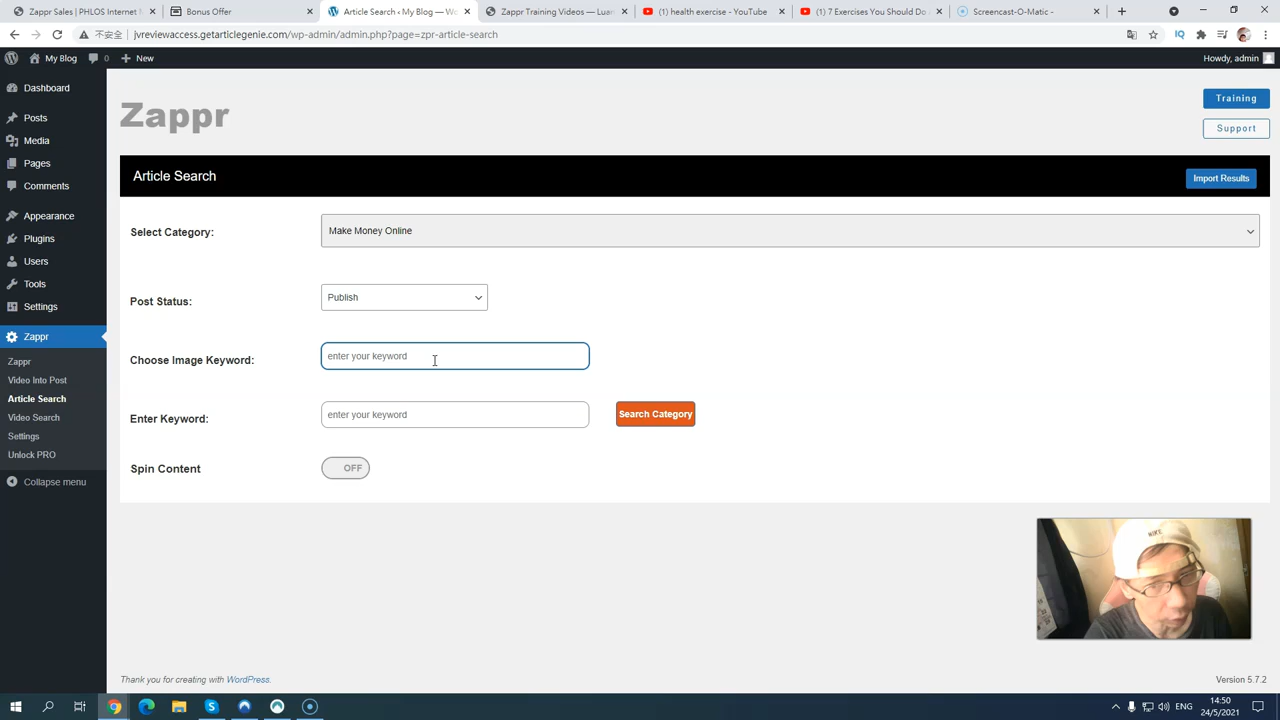 Zappr Sales | PHLOS Internet
Bonus Offer
Article Search ‹ My Blog — Wo
Zappr Training Videos — Luan
(1) health exercise - YouTube
(1) 7 Exercises You Should Do -
Screencast-O-Matic -
不安全 | jvreviewaccess.getarticlegenie.com/wp-admin/admin.php?page=zpr-article-search
IQ
My Blog 0 + New Howdy, admin
Dashboard
Posts
Media
Pages
Comments
Appearance
Plugins
Users
Tools
Settings
Zappr
Zappr
Video Into Post
Article Search
Video Search
Settings
Unlock PRO
Collapse menu
Zappr
Training
Support
Article Search
Import Results
Select Category:
Make Money Online
Post Status:
Publish
Choose Image Keyword:
enter your keyword
Enter Keyword:
enter your keyword
Search Category
Spin Content
OFF
NIKE
Thank you for creating with WordPress.
Version 5.7.2
ENG
14:50
24/5/2021